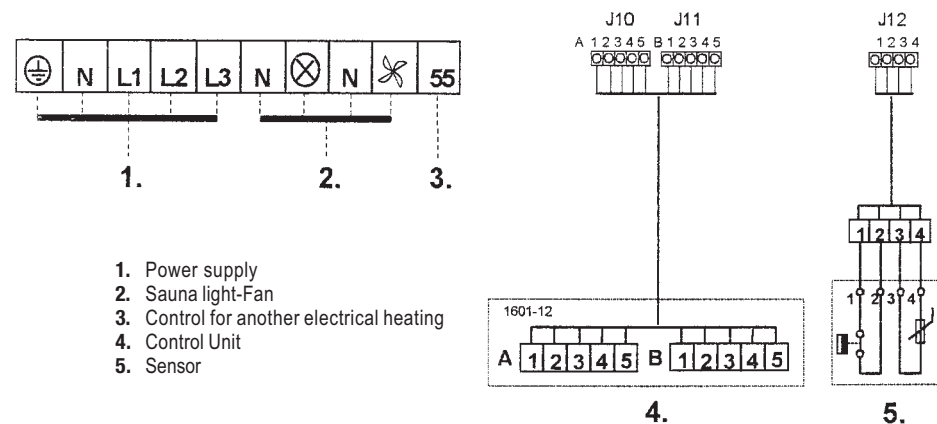 N L1 L2 L3 N N 55
1. 2. 3.
1. Power supply
2. Sauna light-Fan
3. Control for another electrical heating
4. Control Unit
5. Sensor
J10 J11
A 1 2 3 4 5 B 1 2 3 4 5
1601-12
A 1 2 3 4 5 B 1 2 3 4 5
4.
J12
1 2 3 4
1 2 3 4
1 2 3 4
5.